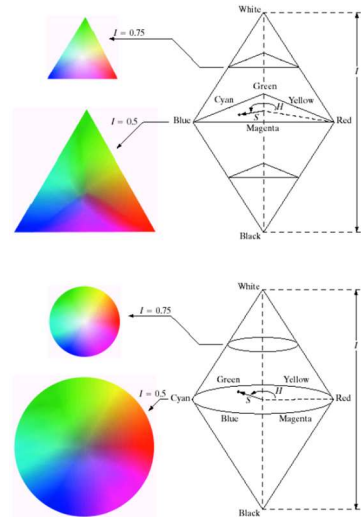 White
I = 0.75
I
Green
Cyan
Yellow
H
I = 0.5
Blue
S
Red
Magenta
Black
White
I = 0.75
I
Green
Yellow
H
I = 0.5
Cyan
S
Red
Blue
Magenta
Black